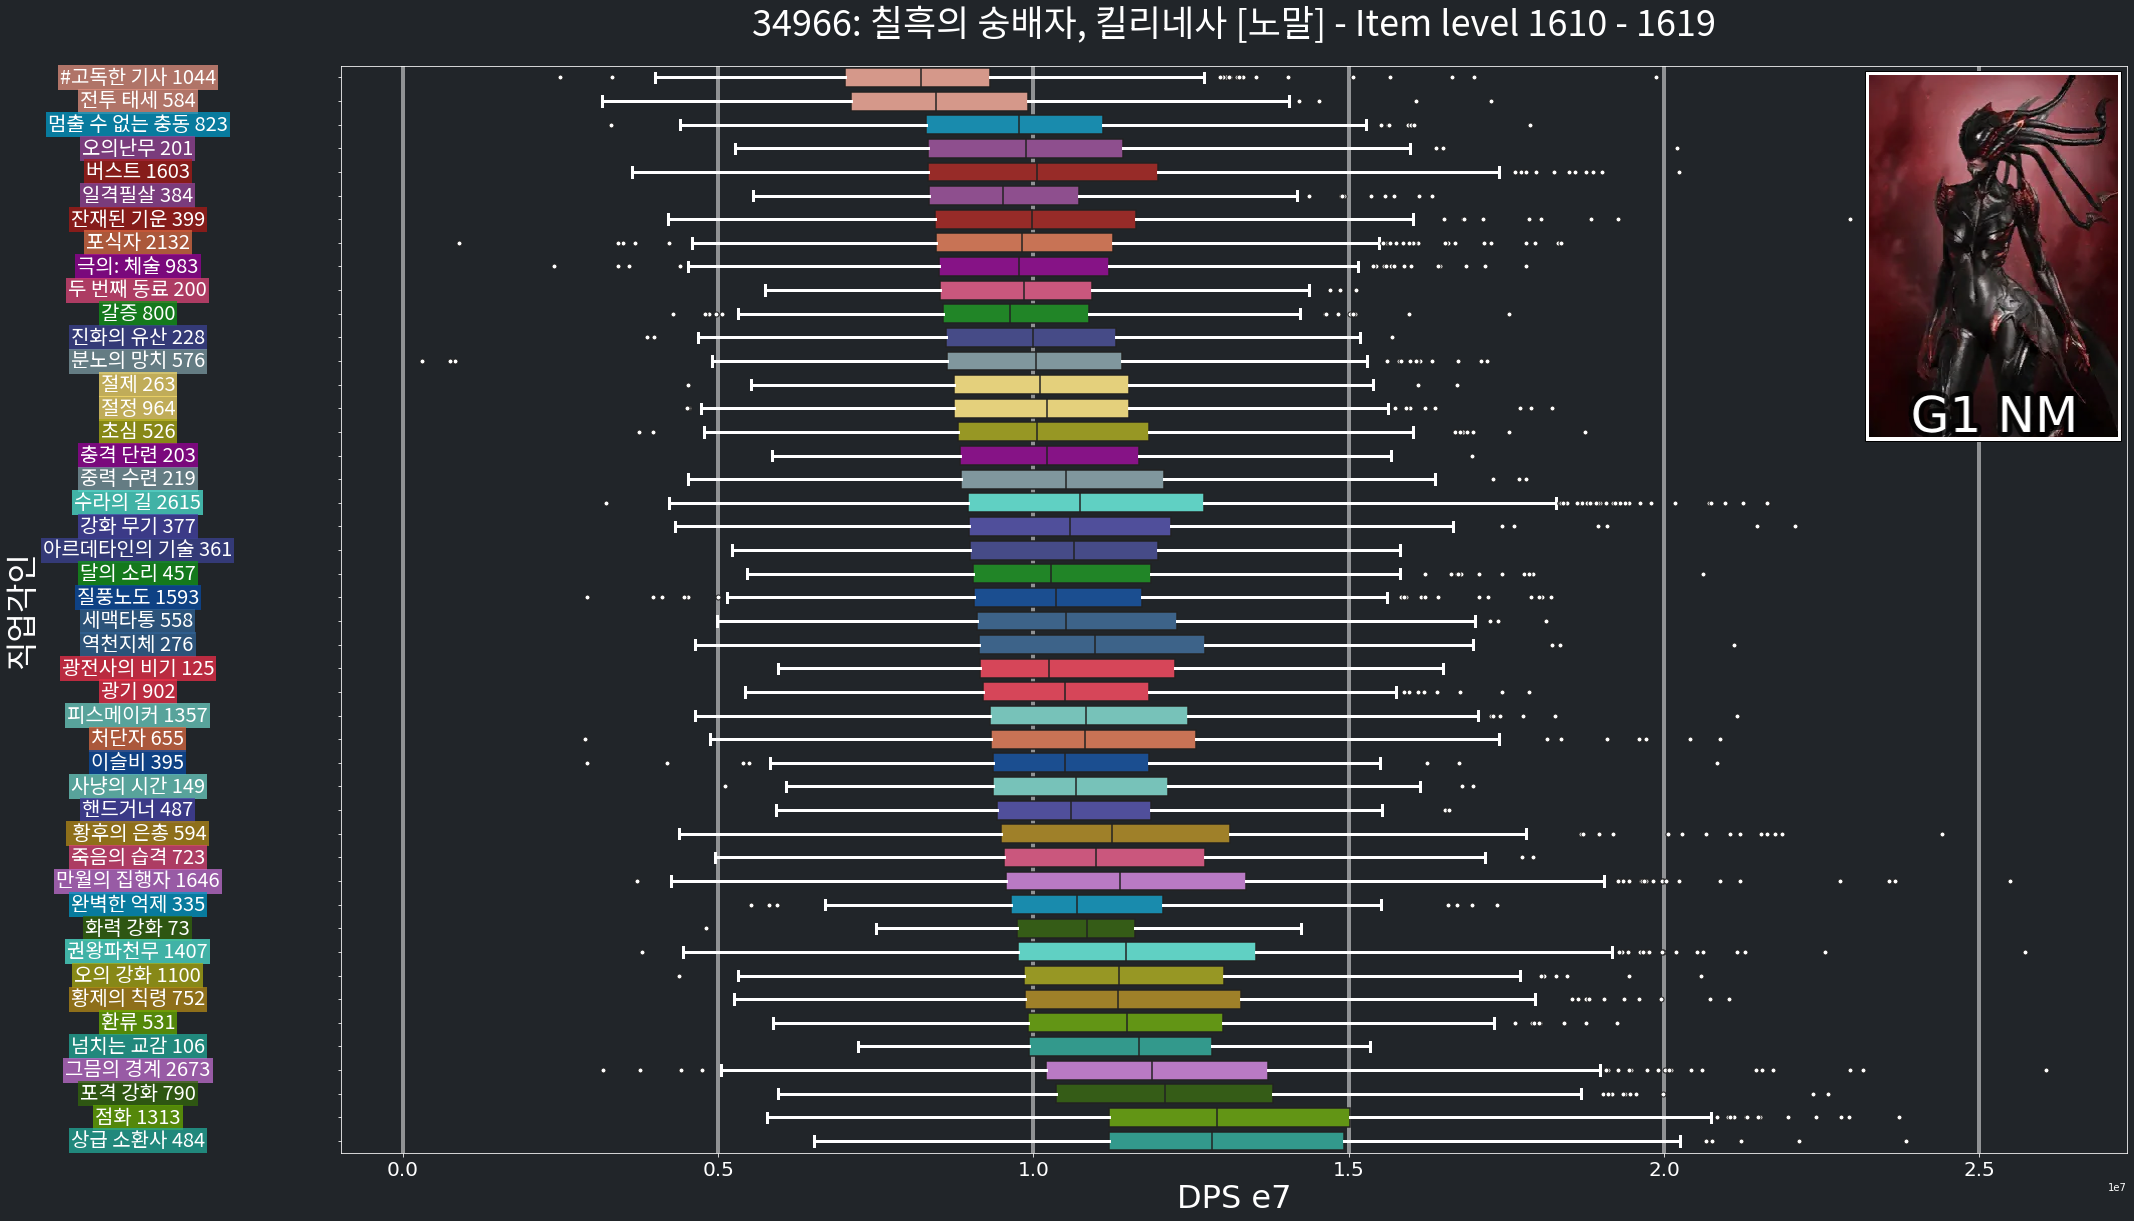 34966: 칠흑의 숭배자, 킬리네사 [노말] - Item level 1610 - 1619
#고독한 기사 1044
전투 태세 584
멈출 수 없는 충동 823
오의난무 201
버스트 1603
일격필살 384
잔재된 기운 399
포식자 2132
극의: 체술 983
두 번째 동료 200
갈증 800
진화의 유산 228
분노의 망치 576
절제 263
절정 964
초심 526
충격 단련 203
중력 수련 219
수라의 길 2615
강화 무기 377
아르데타인의 기술 361
달의 소리 457
질풍노도 1593
세맥타통 558
역천지체 276
광전사의 비기 125
광기 902
피스메이커 1357
처단자 655
이슬비 395
사냥의 시간 149
핸드거너 487
황후의 은총 594
죽음의 습격 723
만월의 집행자 1646
완벽한 억제 335
화력 강화 73
권왕파천무 1407
오의 강화 1100
황제의 칙령 752
환류 531
넘치는 교감 106
그믐의 경계 2673
포격 강화 790
점화 1313
상급 소환사 484
직업각인
G1 NM
0.0 0.5 1.0 1.5 2.0 2.5
1e7
DPS e7